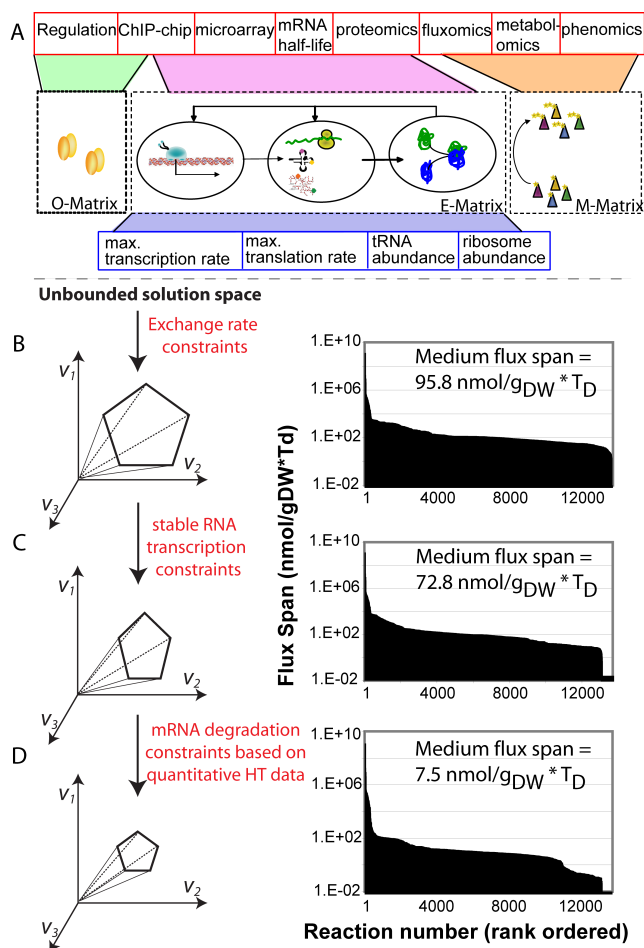 A
Regulation ChIP-chip microarray mRNA half-life proteomics fluxomics metabol-omics phenomics
O-Matrix
E-Matrix
M-Matrix
max. transcription rate
max. translation rate
tRNA abundance
ribosome abundance
Unbounded solution space
Exchange rate
constraints
B
V1
V2
V3
1.E+10
1.E+06
1.E+02
1.E-02
1 4000 8000 12000
Medium flux span =
95.8 nmol/gDW * TD
stable RNA
transcription
constraints
C
V1
V2
V3
1.E+10
1.E+06
1.E+02
1.E-02
1 4000 8000 12000
Medium flux span =
72.8 nmol/gDW * TD
Flux Span (nmol/gDW*Td)
mRNA degradation
constraints based on
quantitative HT data
D
V1
V2
V3
1.E+10
1.E+06
1.E+02
1.E-02
1 4000 8000 12000
Medium flux span =
7.5 nmol/gDW * TD
Reaction number (rank ordered)